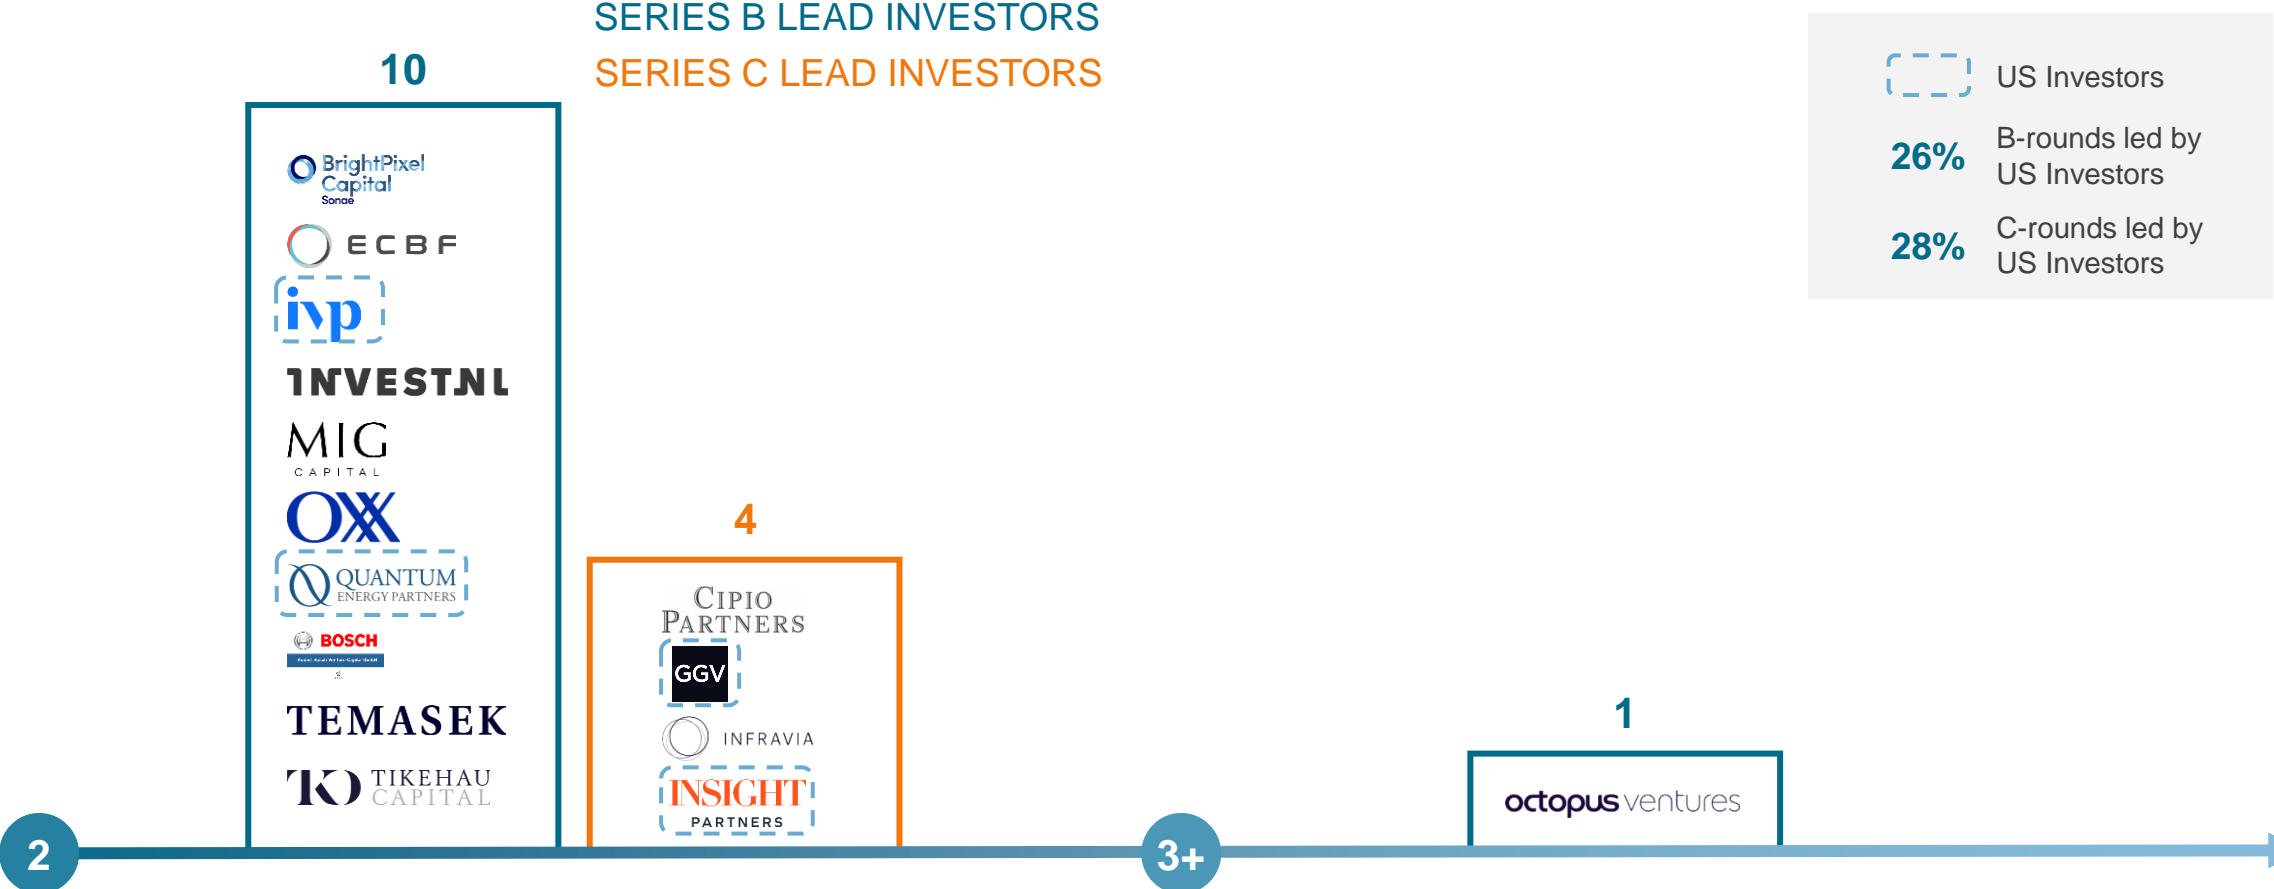 SERIES B LEAD INVESTORS
SERIES C LEAD INVESTORS
10
BrightPixel
Capital
Sonae
ECBF
ivp
INVEST.NL
MIG
CAPITAL
OXX
QUANTUM
ENERGY PARTNERS
BOSCH
TEMASEK
TIKEHAU
CAPITAL
4
CIPIO
PARTNERS
GGV
INFRAVIA
INSIGHT
PARTNERS
1
octopus ventures
2
3+
US Investors
26%
B-rounds led by
US Investors
28%
C-rounds led by
US Investors